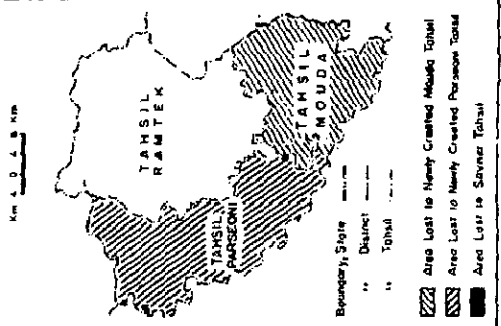 Km 4 0 4 8 Km
TAHSIL
RAMTEK
TAHSIL
MOUDA
TAHSIL
PARSEONI
Boundary, State
" District
" Tahsil
Area Lost to Newly Created Mouda Tahsil
Area Lost to Newly Created Parseoni Tahsil
Area Lost to Savner Tahsil